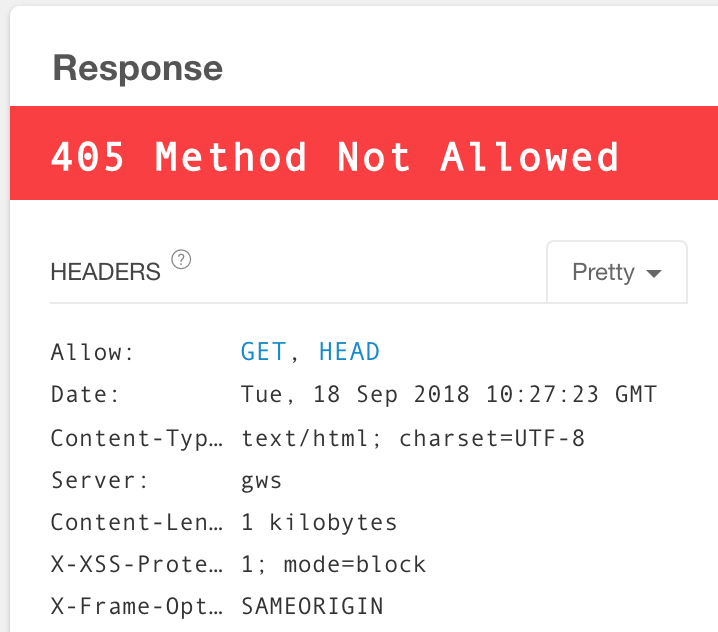 Response
405 Method Not Allowed
HEADERS ?
Pretty
Allow: GET, HEAD
Date: Tue, 18 Sep 2018 10:27:23 GMT
Content-Typ… text/html; charset=UTF-8
Server: gws
Content-Len… 1 kilobytes
X-XSS-Prote… 1; mode=block
X-Frame-Opt… SAMEORIGIN